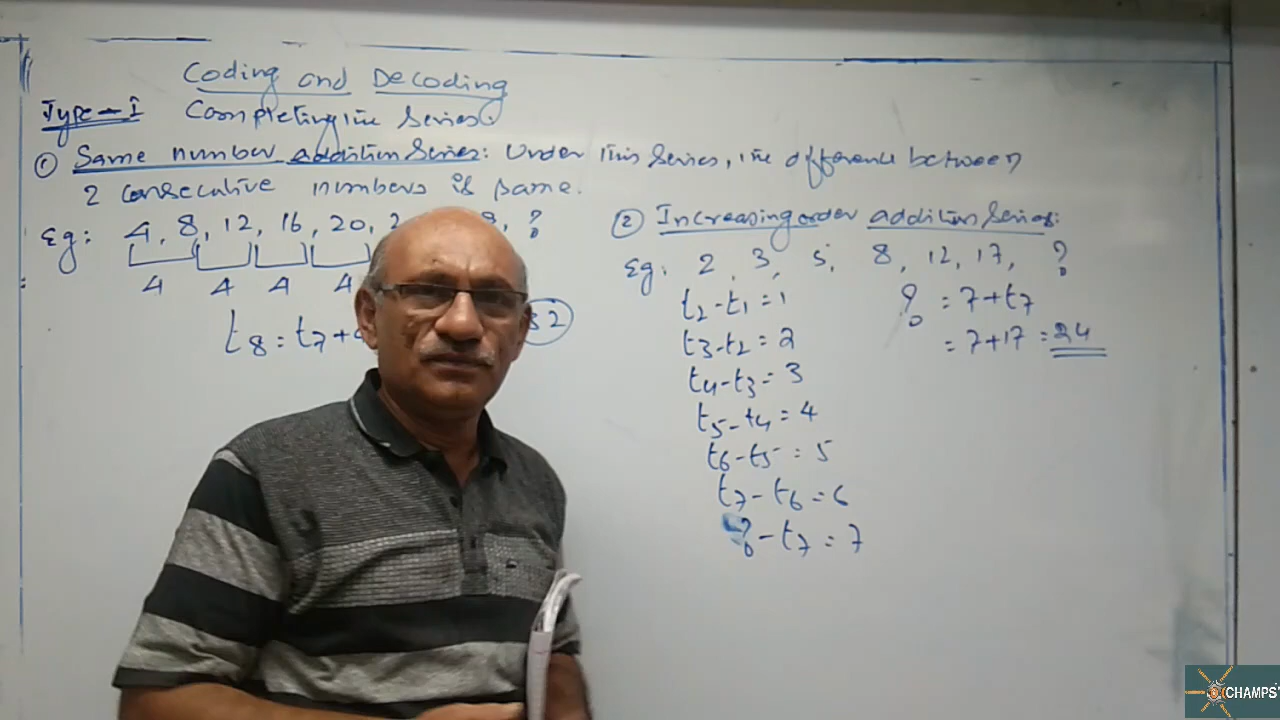 Coding and Decoding
Type-I Completing the Series.
① Same number addition Series: Under this Series, the difference between
2 consecutive numbers is same.
Eg: 4, 8, 12, 16, 20, 2 8, ?
4 4 4 4
t8 = t7+ 32
② Increasing order addition Series:
Eg: 2, 3, 5, 8, 12, 17, ?
t2-t1=1
t3-t2=2
t4-t3=3
t5-t4=4
t6-t5=5
t7-t6=6
?-t7=7
? = 7+t7
= 7+17 = 24
CHAMPS